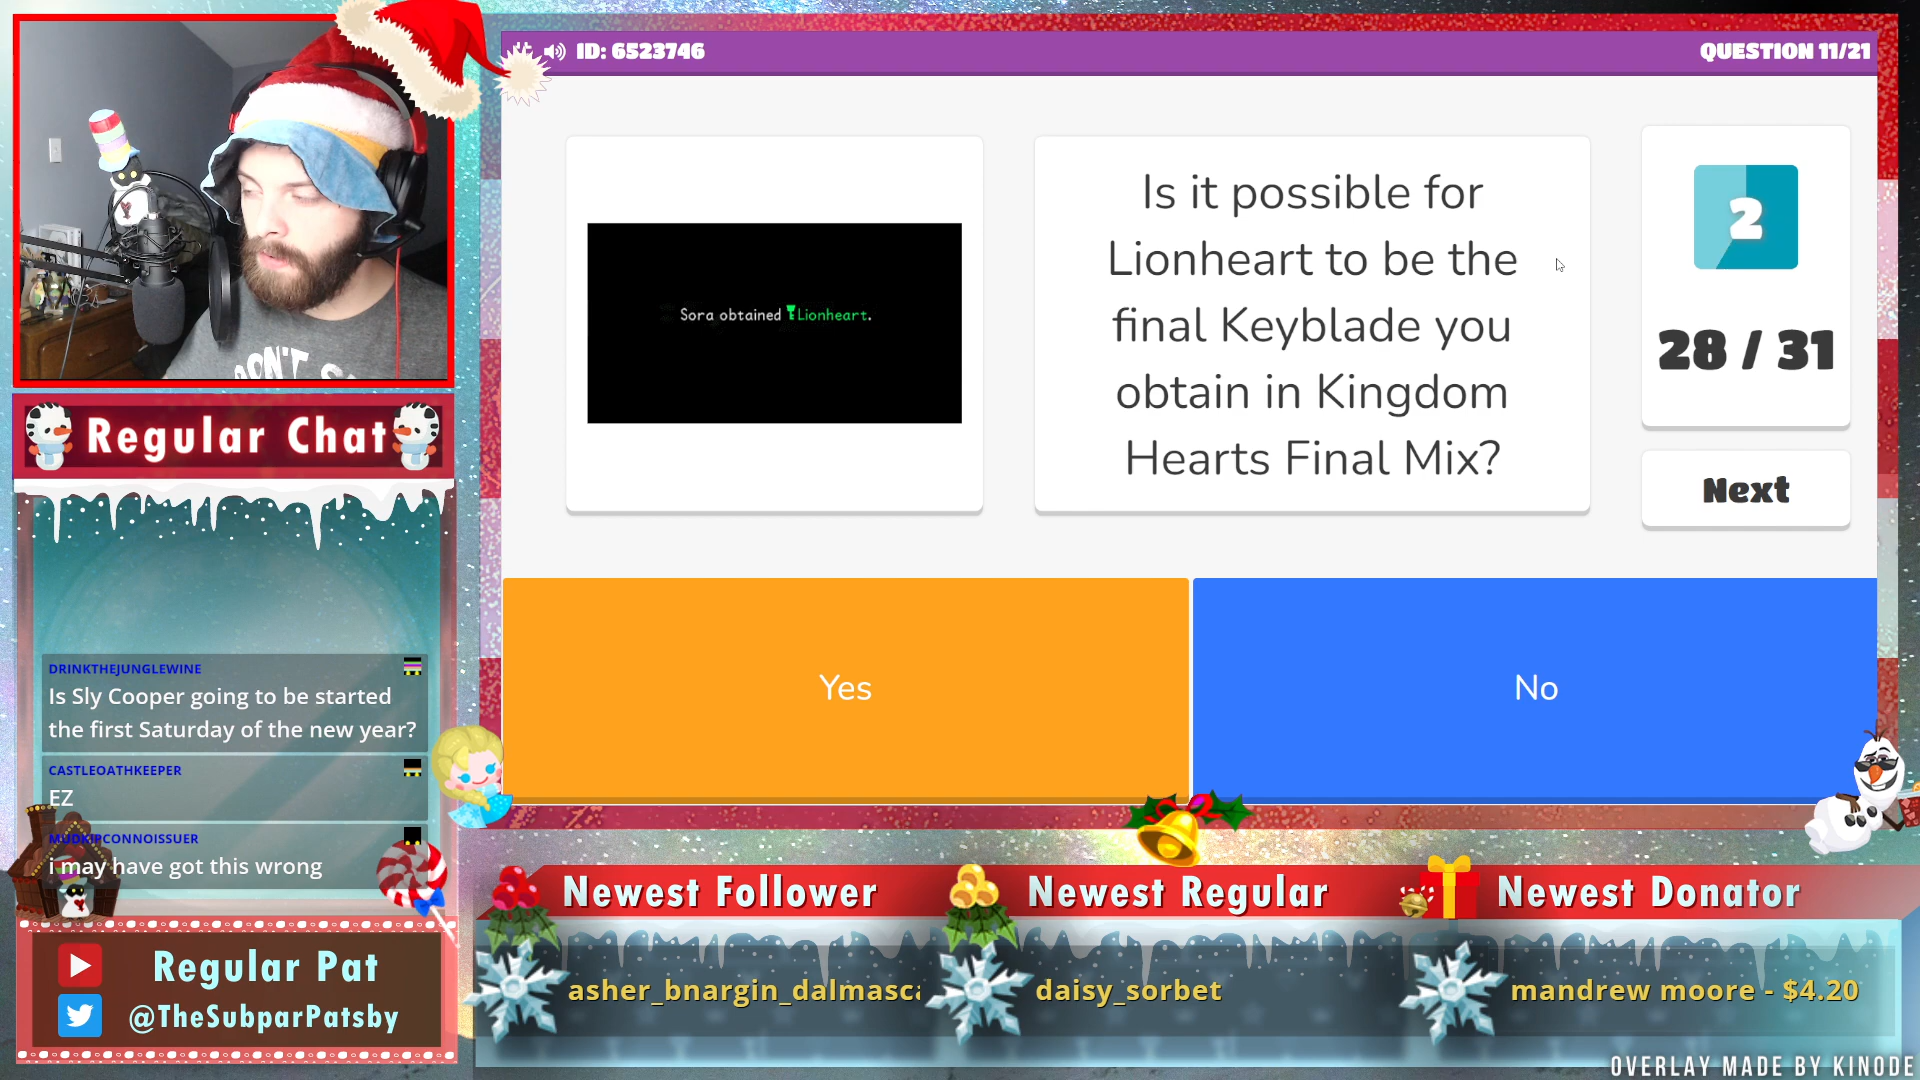 ID: 6523746
QUESTION 11/21
Sora obtained Lionheart.
Is it possible for
Lionheart to be the
final Keyblade you
obtain in Kingdom
Hearts Final Mix?
2
28 / 31
Next
Yes
No
Regular Chat
DRINKTHEJUNGLEWINE
Is Sly Cooper going to be started
the first Saturday of the new year?
CASTLEOATHKEEPER
EZ
MUDKIPCONNOISSUER
i may have got this wrong
Regular Pat
@TheSubparPatsby
Newest Follower
asher_bnargin_dalmasca
Newest Regular
daisy_sorbet
Newest Donator
mandrew moore - $4.20
OVERLAY MADE BY KINODE